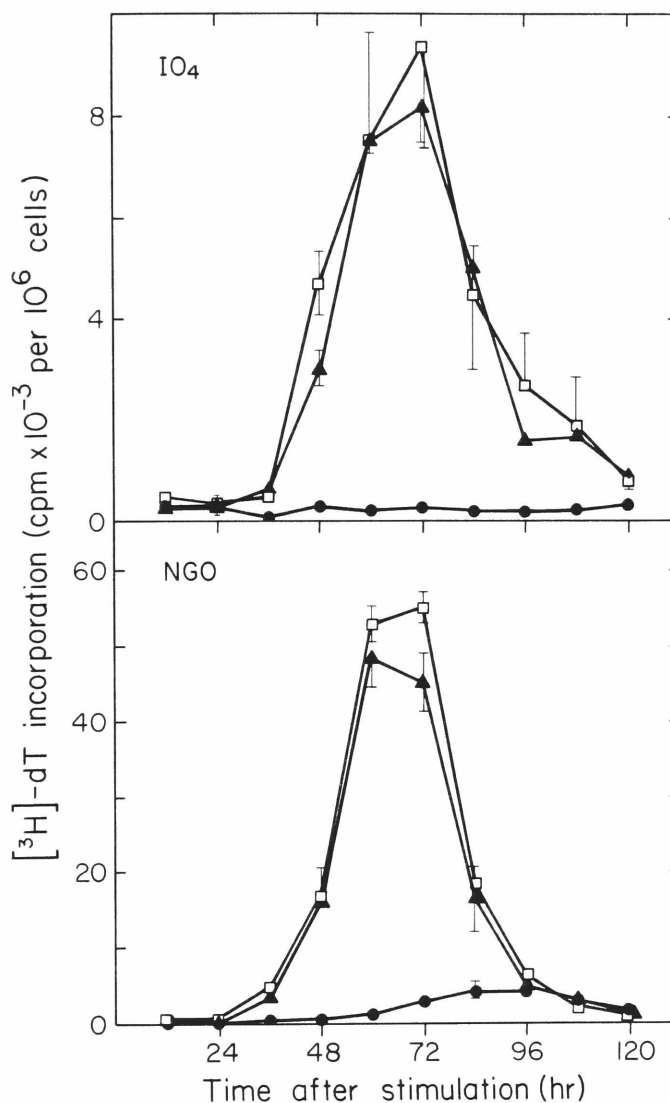 IO₄
8
4
0
NGO
60
40
20
0
24 48 72 96 120
Time after stimulation (hr)
[³H]-dT incorporation (cpm x10⁻³ per 10⁶ cells)